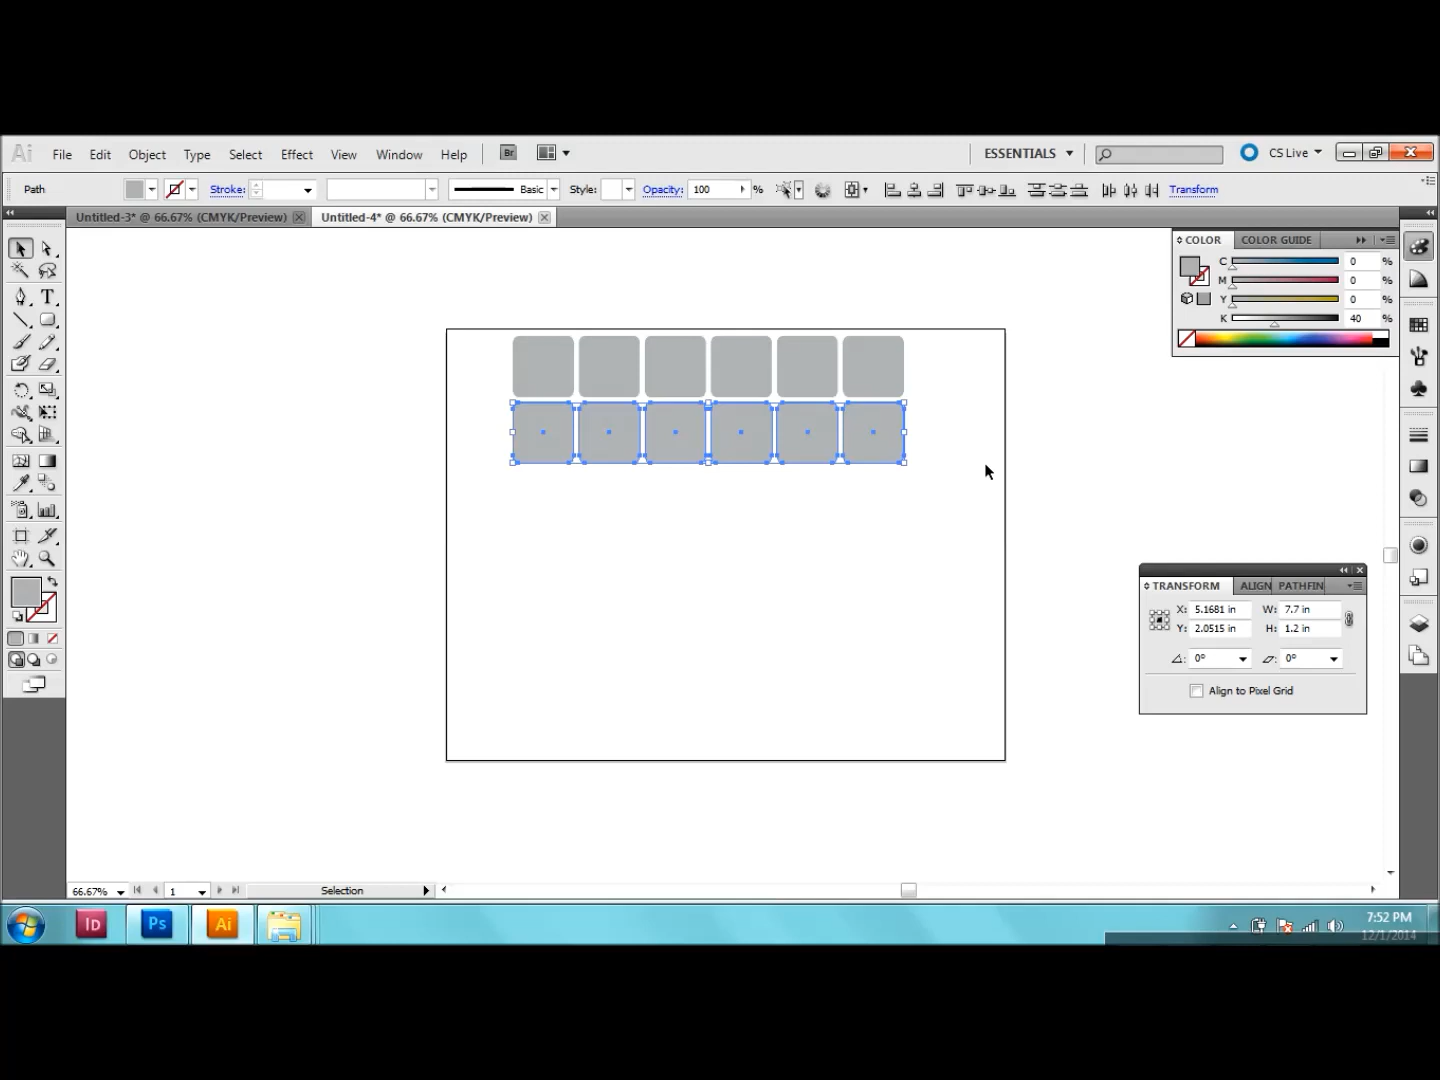 Ai File Edit Object Type Select Effect View Window Help Br ESSENTIALS CS Live
Path Stroke: Basic Style: Opacity: 100 % Transform
Untitled-3* @ 66.67% (CMYK/Preview) Untitled-4* @ 66.67% (CMYK/Preview)
COLOR COLOR GUIDE
C 0 %
M 0 %
Y 0 %
K 40 %
T
TRANSFORM ALIGN PATHFIN
X: 5.1681 in W: 7.7 in
Y: 2.0515 in H: 1.2 in
0° 0°
Align to Pixel Grid
66.67% 1 Selection
Id Ps Ai
7:52 PM
12/1/2014